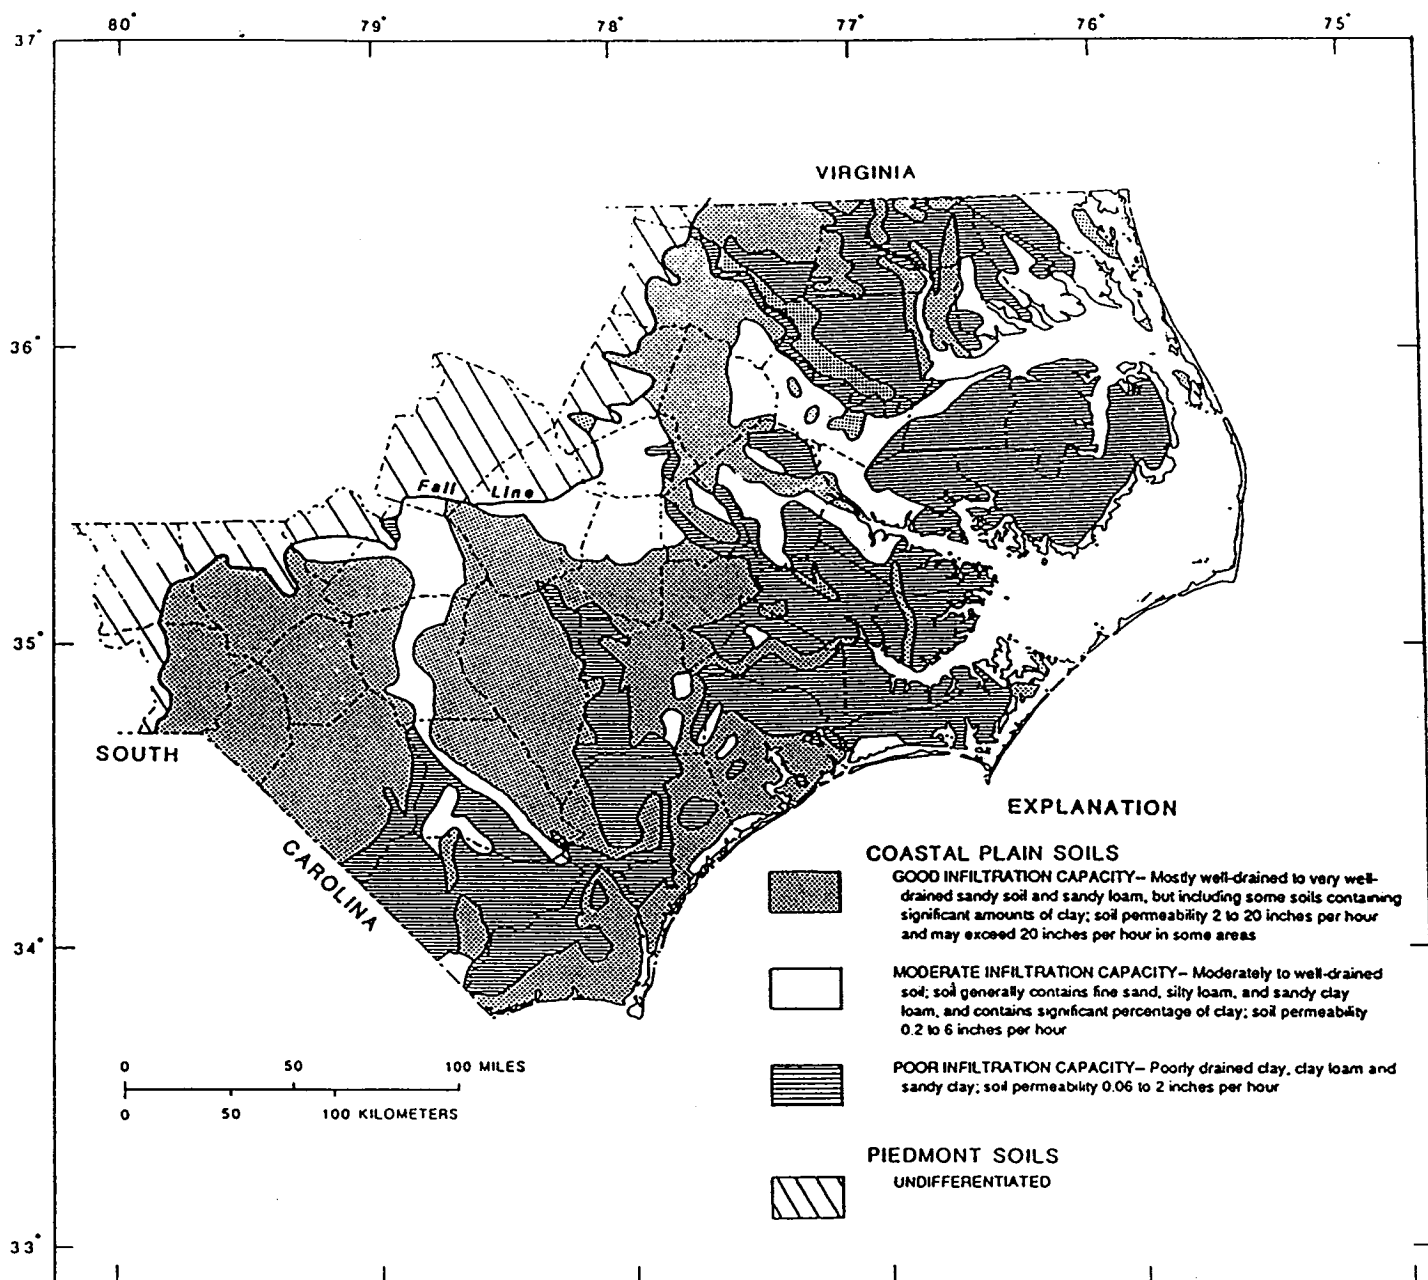 80° 79° 78° 77° 76° 75°
37°
VIRGINIA
36°
Fall Line
35°
SOUTH
CAROLINA
34°
33°
EXPLANATION
COASTAL PLAIN SOILS
GOOD INFILTRATION CAPACITY— Mostly well-drained to very well-
drained sandy soil and sandy loam, but including some soils containing
significant amounts of clay; soil permeability 2 to 20 inches per hour
and may exceed 20 inches per hour in some areas
MODERATE INFILTRATION CAPACITY— Moderately to well-drained
soil; soil generally contains fine sand, silty loam, and sandy clay
loam, and contains significant percentage of clay; soil permeability
0.2 to 6 inches per hour
POOR INFILTRATION CAPACITY— Poorly drained clay, clay loam and
sandy clay; soil permeability 0.06 to 2 inches per hour
PIEDMONT SOILS
UNDIFFERENTIATED
0 50 100 MILES
0 50 100 KILOMETERS